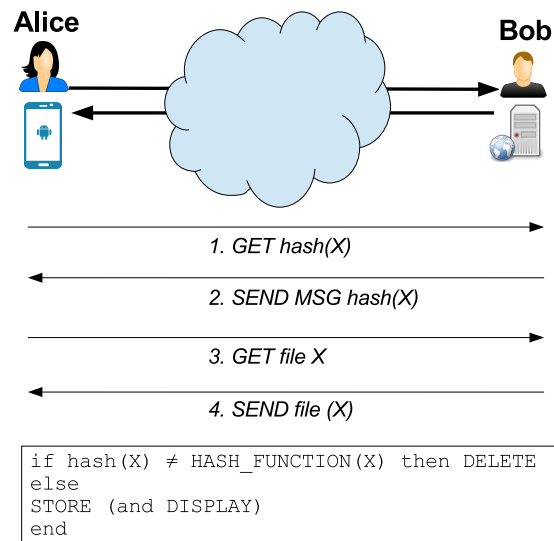 Alice
Bob
1. GET hash(X)
2. SEND MSG hash(X)
3. GET file X
4. SEND file (X)
if hash(X) ≠ HASH_FUNCTION(X) then DELETE
else
STORE (and DISPLAY)
end